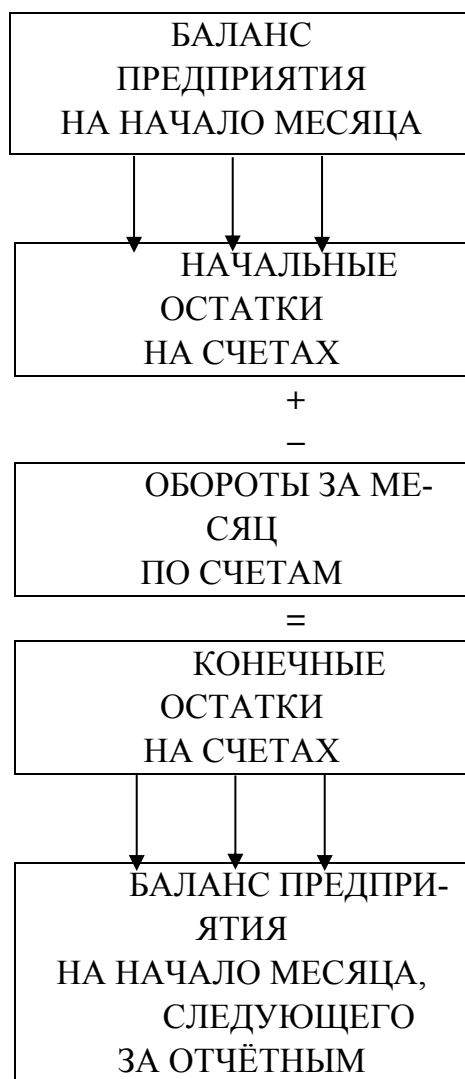 БАЛАНС
ПРЕДПРИЯТИЯ
НА НАЧАЛО МЕСЯЦА
НАЧАЛЬНЫЕ
ОСТАТКИ
НА СЧЕТАХ
+
−
ОБОРОТЫ ЗА МЕ-
СЯЦ
ПО СЧЕТАМ
=
КОНЕЧНЫЕ
ОСТАТКИ
НА СЧЕТАХ
БАЛАНС ПРЕДПРИ-
ЯТИЯ
НА НАЧАЛО МЕСЯЦА,
СЛЕДУЮЩЕГО
ЗА ОТЧЁТНЫМ